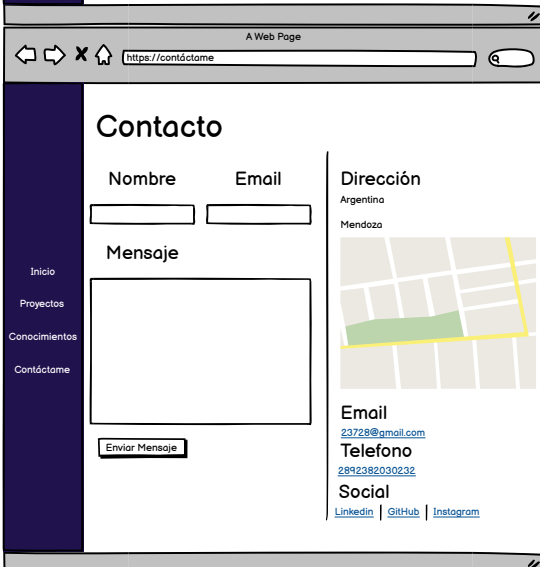 A Web Page
https://contáctame
Inicio
Proyectos
Conocimientos
Contáctame
Contacto
Nombre
Email
Mensaje
Enviar Mensaje
Dirección
Argentina
Mendoza
Email
23728@gmail.com
Telefono
2892382030232
Social
Linkedin | GitHub | Instagram